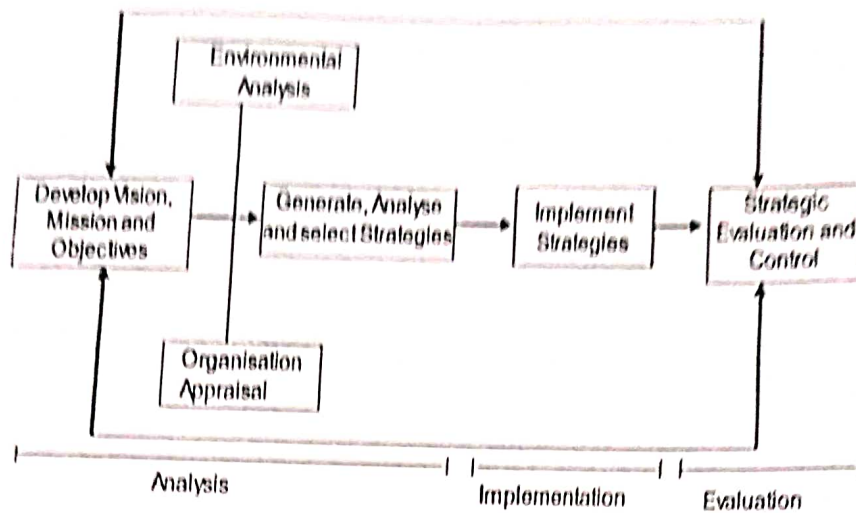 Environmental
Analysis
Develop Vision,
Mission and
Objectives
Generate, Analyse
and select Strategies
Implement
Strategies
Strategic
Evaluation and
Control
Organisation
Appraisal
Analysis
Implementation
Evaluation